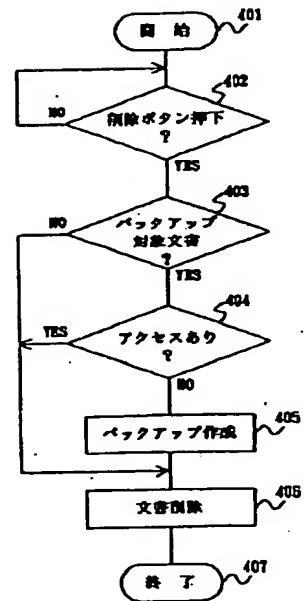 開 始
401
402
NO
削除ボタン押下
?
YES
403
NO
バックアップ
対象文書
?
YES
404
YES
アクセスあり
?
NO
405
バックアップ作成
406
文書削除
終 了
407